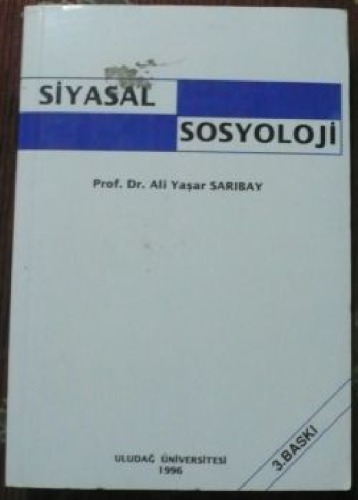 SİYASAL
SOSYOLOJİ
Prof. Dr. Ali Yaşar SARIBAY
3.BASKI
ULUDAĞ ÜNİVERSİTESİ
1996